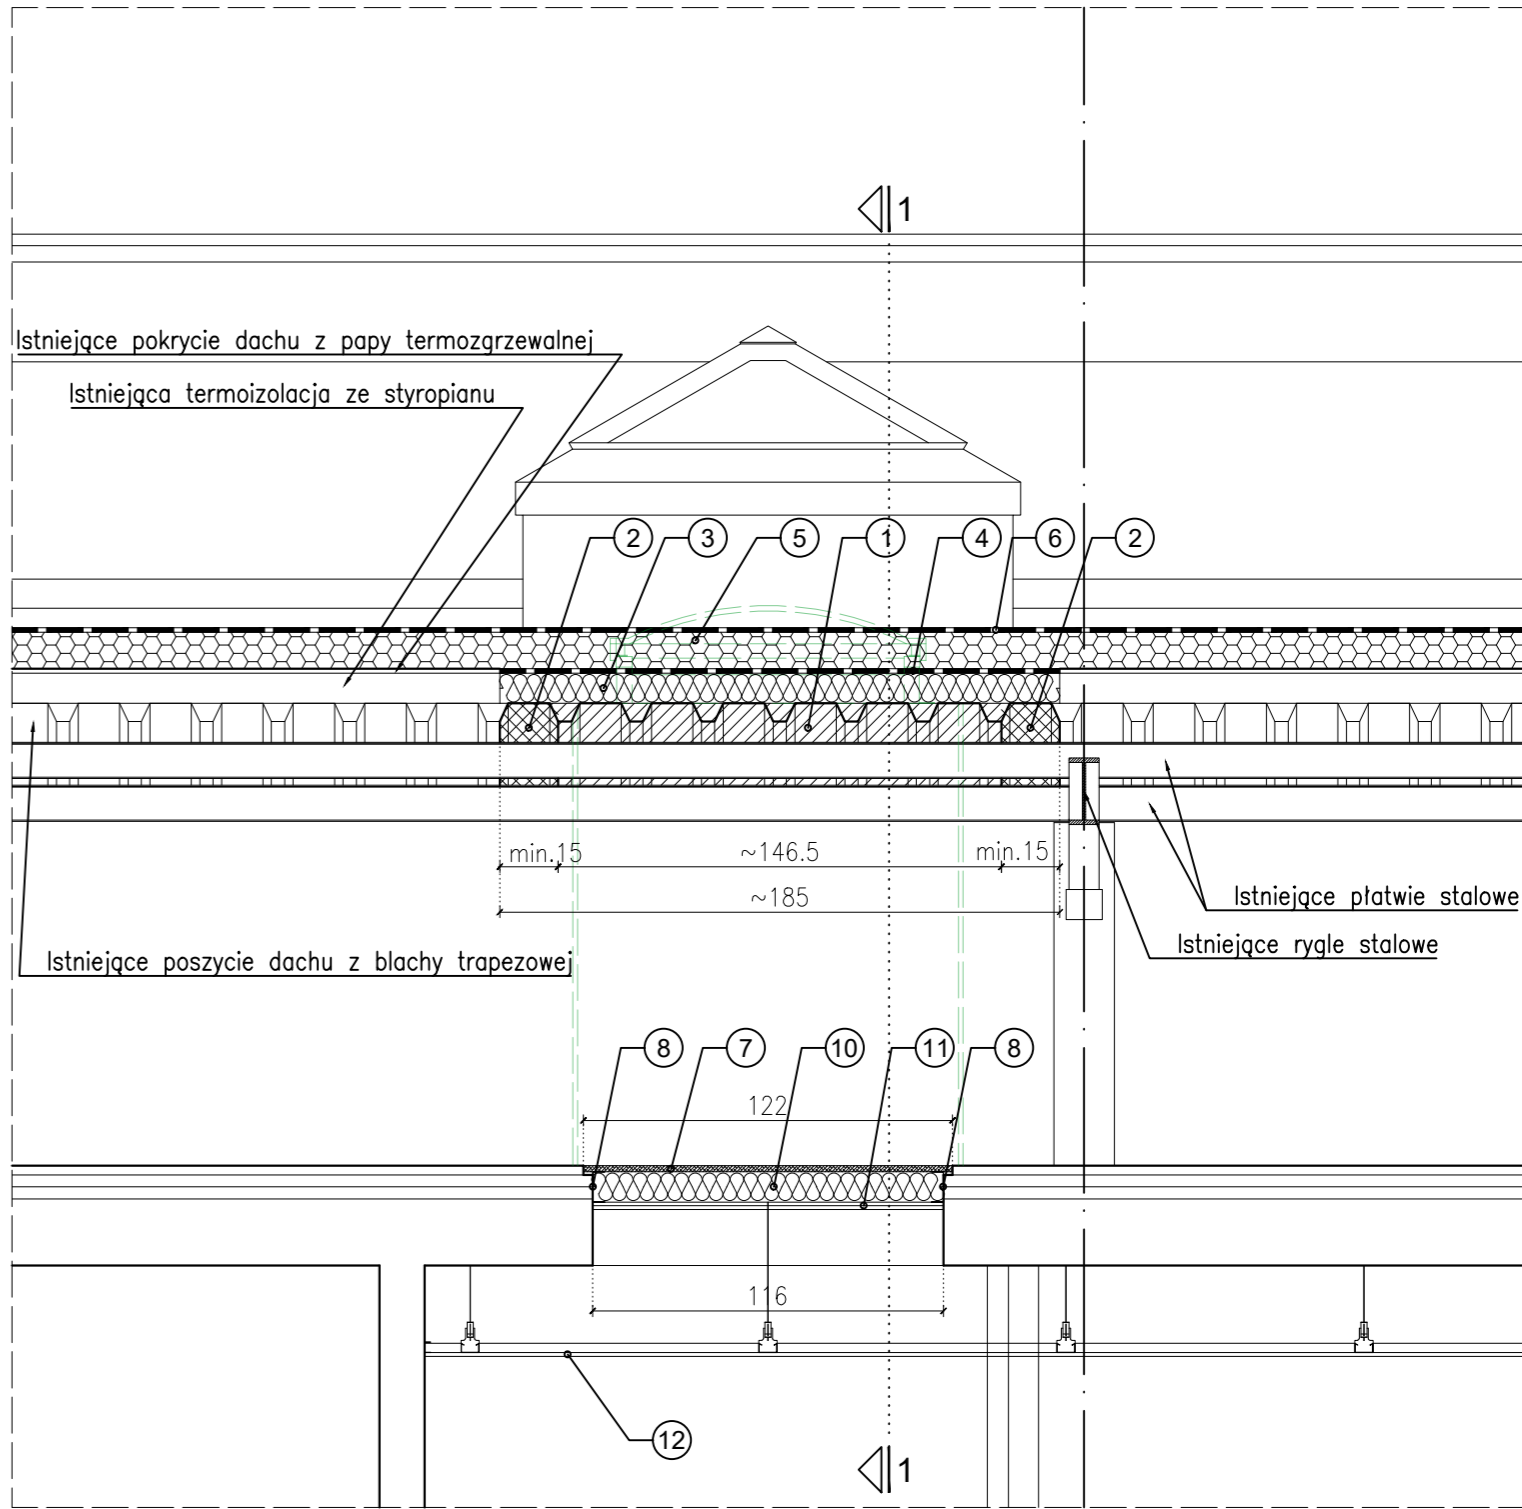 1
Istniejące pokrycie dachu z papy termozgrzewalnej
Istniejąca termoizolacja ze styropianu
2 3 5 1 4 6 2
min.15 ~146.5 min.15
~185
Istniejące płatwie stalowe
Istniejące rygle stalowe
Istniejące poszycie dachu z blachy trapezowej
8 7 10 11 8
122
116
12
1